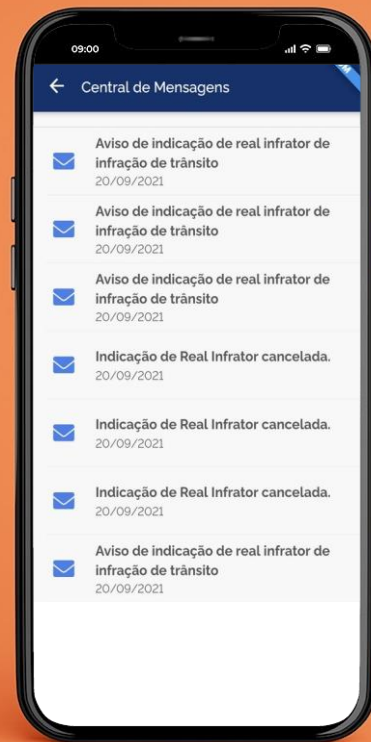 09:00
Central de Mensagens
Aviso de indicação de real infrator de
infração de trânsito
20/09/2021
Aviso de indicação de real infrator de
infração de trânsito
20/09/2021
Aviso de indicação de real infrator de
infração de trânsito
20/09/2021
Indicação de Real Infrator cancelada.
20/09/2021
Indicação de Real Infrator cancelada.
20/09/2021
Indicação de Real Infrator cancelada.
20/09/2021
Aviso de indicação de real infrator de
infração de trânsito
20/09/2021